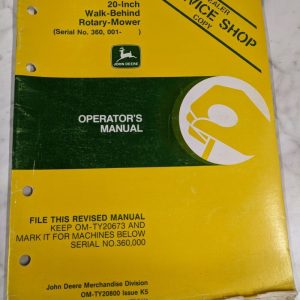 20-Inch
Walk-Behind
Rotary-Mower
(Serial No. 360, 001- )
DEALER
SERVICE SHOP
COPY
JOHN DEERE
OPERATOR'S
MANUAL
FILE THIS REVISED MANUAL
KEEP OM-TY20673 AND
MARK IT FOR MACHINES BELOW
SERIAL NO.360,000
John Deere Merchandise Division
OM-TY20800 Issue K5